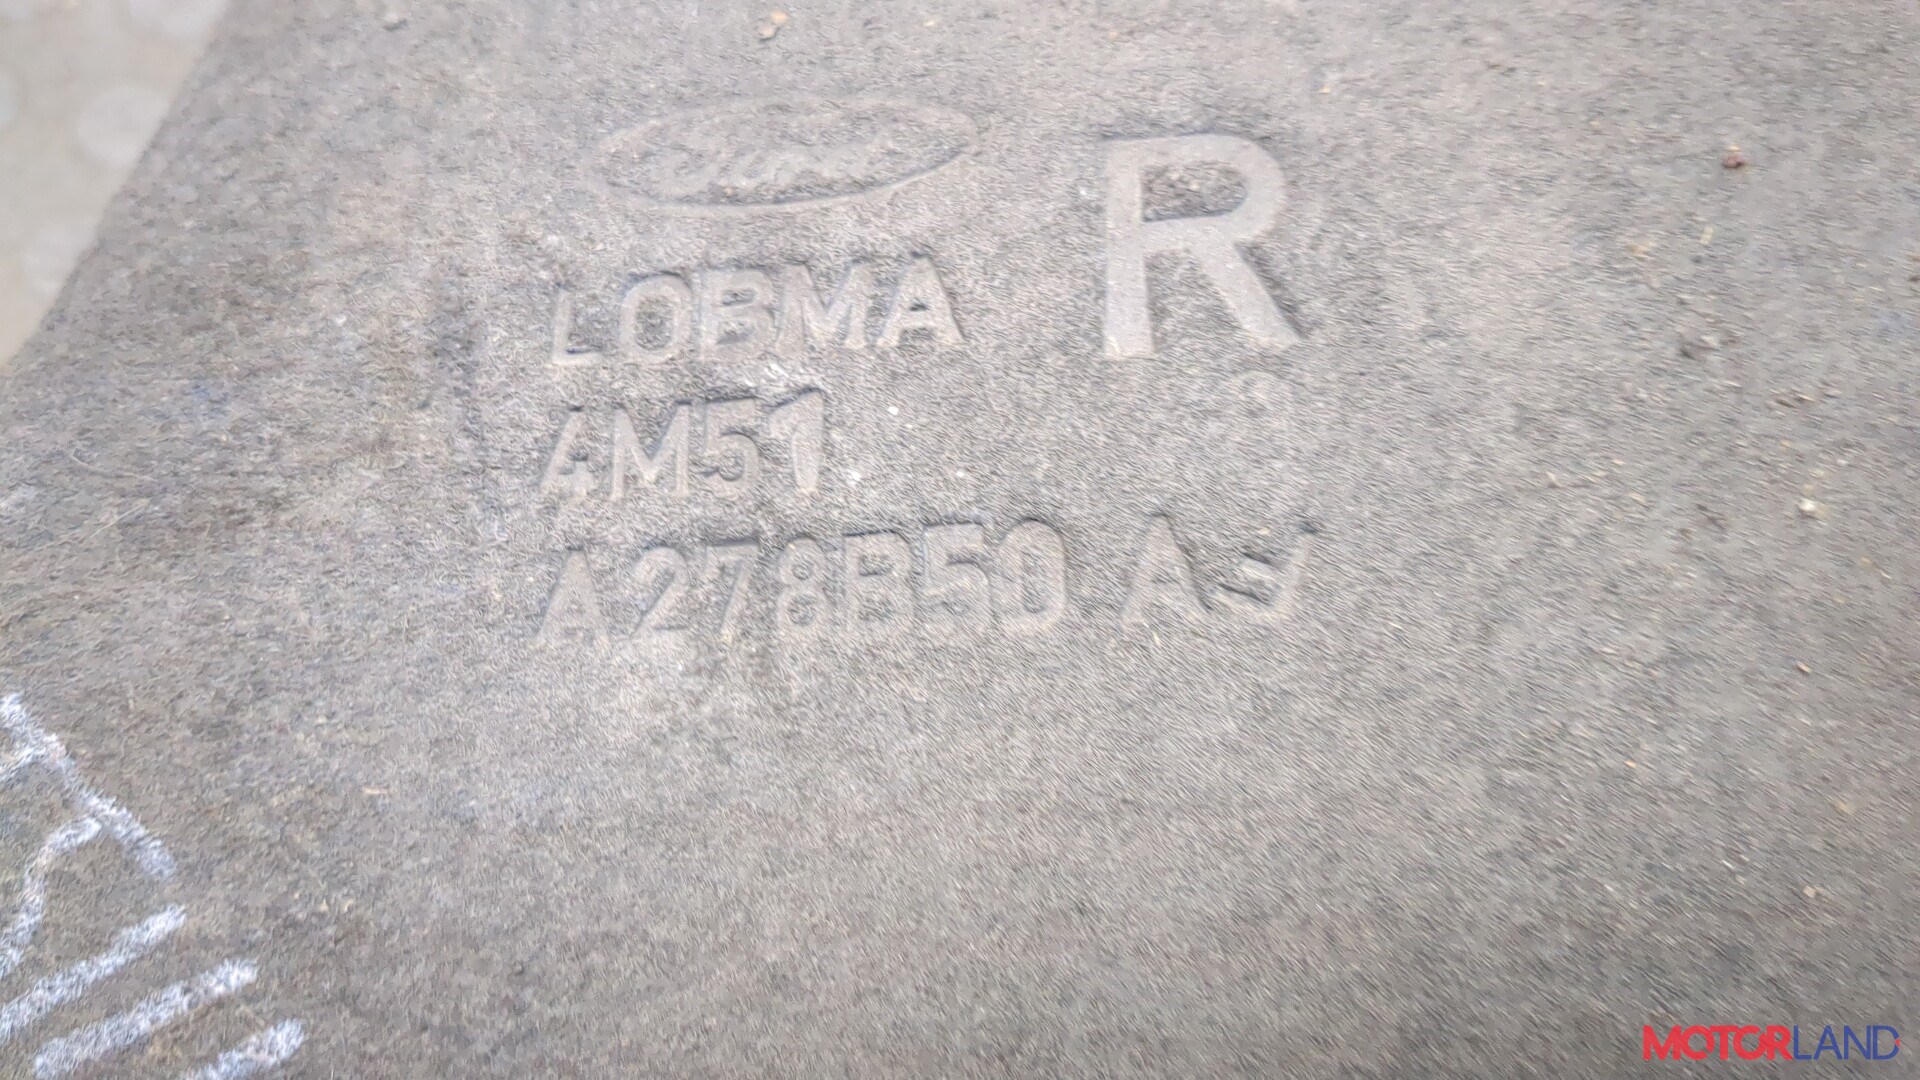 Ford
R
LOBMA
4M51
A278B50
MOTORLAND